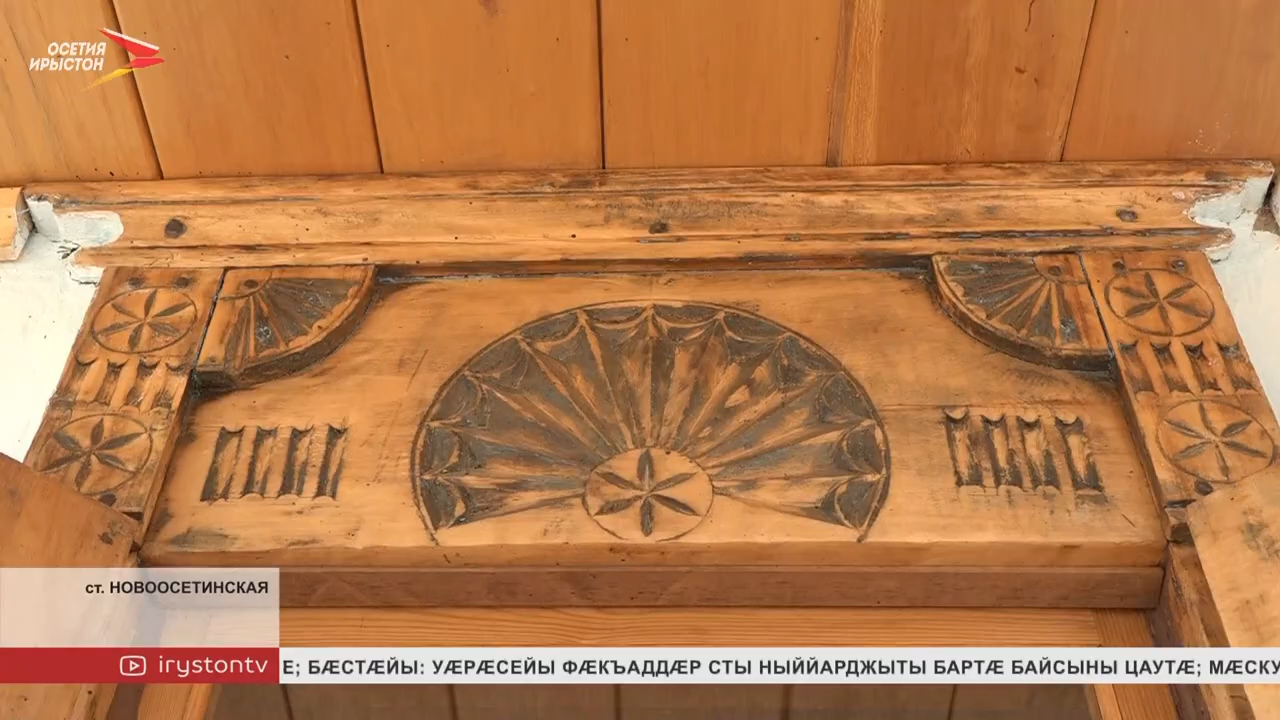 ОСЕТИЯ
ИРЫСТОН
ст. НОВООСЕТИНСКАЯ
irystontv
Е; БÆСТÆЙЫ: УÆРÆСЕЙЫ ФÆКЪАДДÆР СТЫ НЫЙЙАРДЖЫТЫ БАРТÆ БАЙСЫНЫ ЦАУТÆ; МÆСКУ